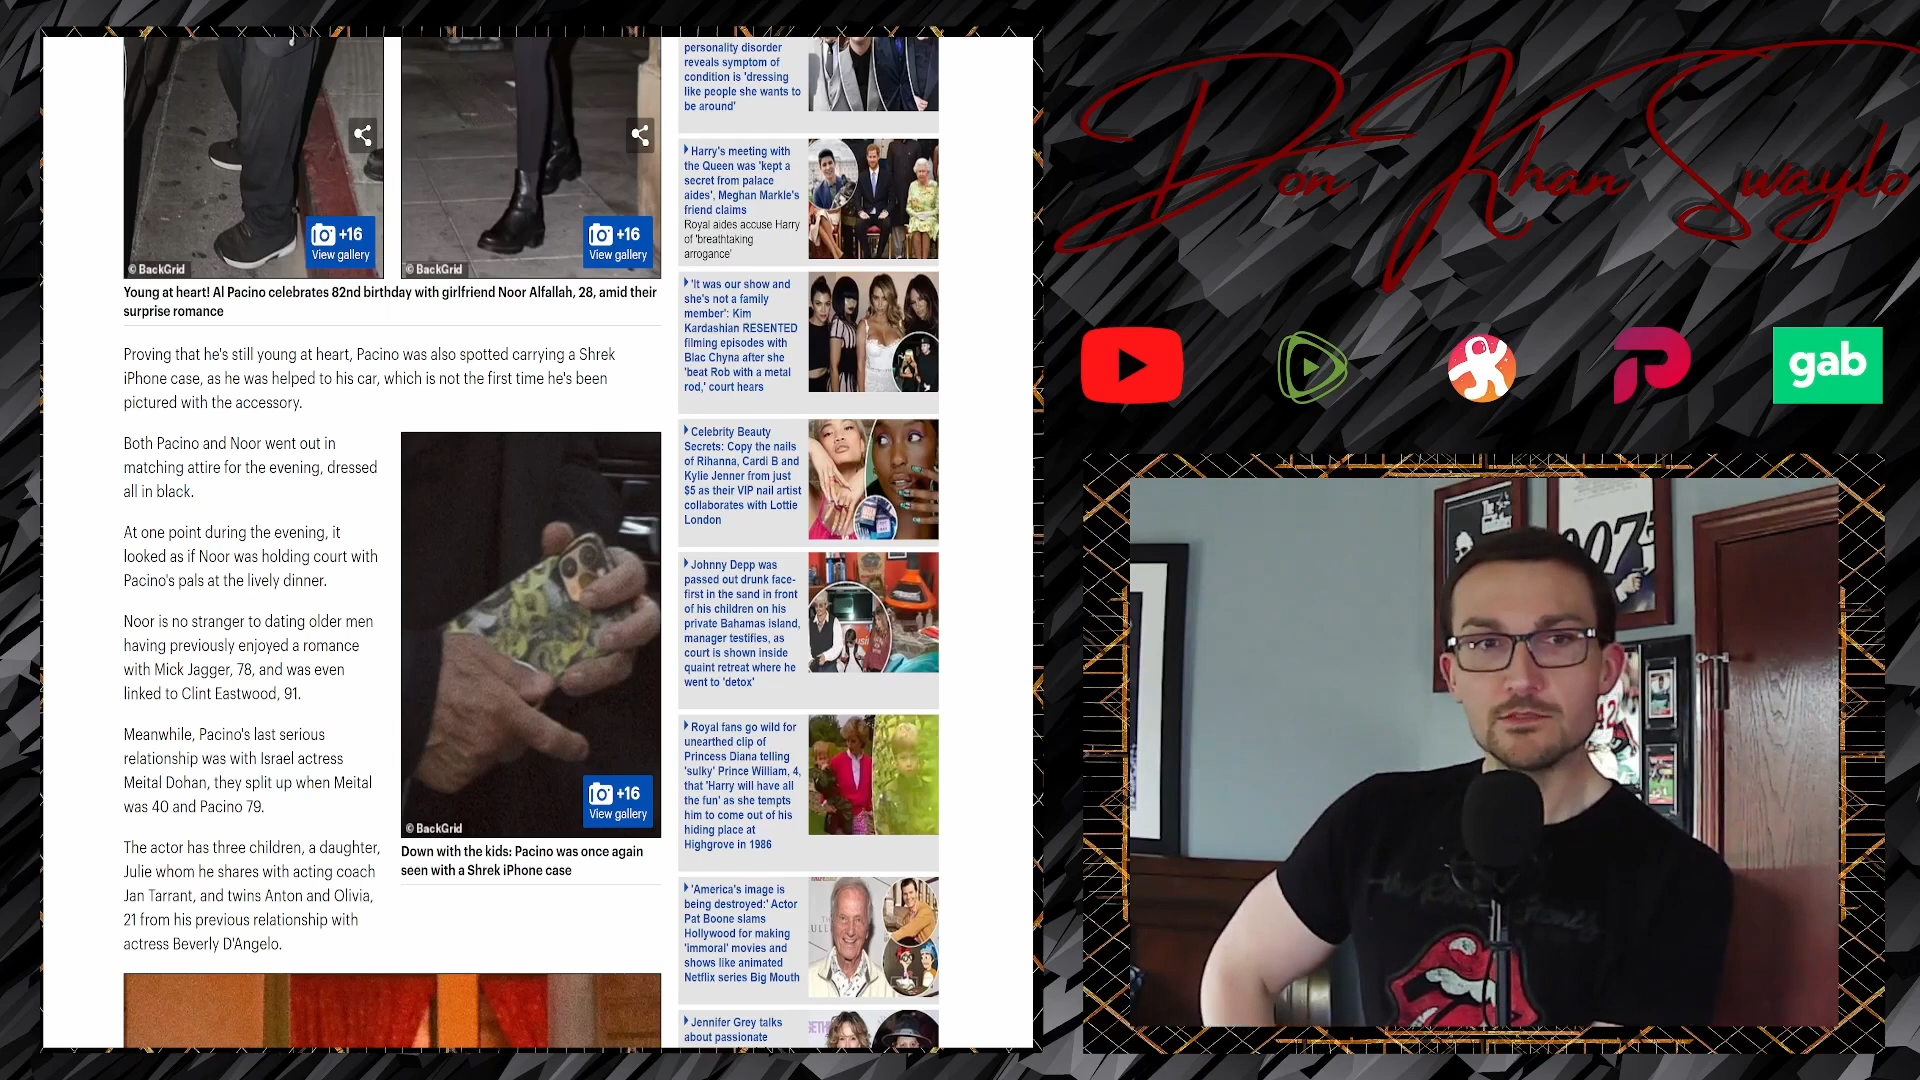 © BackGrid
+16
View gallery
© BackGrid
+16
View gallery
Young at heart! Al Pacino celebrates 82nd birthday with girlfriend Noor Alfallah, 28, amid their
surprise romance
Proving that he's still young at heart, Pacino was also spotted carrying a Shrek
iPhone case, as he was helped to his car, which is not the first time he's been
pictured with the accessory.
Both Pacino and Noor went out in
matching attire for the evening, dressed
all in black.
At one point during the evening, it
looked as if Noor was holding court with
Pacino's pals at the lively dinner.
Noor is no stranger to dating older men
having previously enjoyed a romance
with Mick Jagger, 78, and was even
linked to Clint Eastwood, 91.
Meanwhile, Pacino's last serious
relationship was with Israel actress
Meital Dohan, they split up when Meital
was 40 and Pacino 79.
The actor has three children, a daughter,
Julie whom he shares with acting coach
Jan Tarrant, and twins Anton and Olivia,
21 from his previous relationship with
actress Beverly D'Angelo.
+16
View gallery
© BackGrid
Down with the kids: Pacino was once again
seen with a Shrek iPhone case
personality disorder
reveals symptom of
condition is 'dressing
like people she wants to
be around'
Harry's meeting with
the Queen was 'kept a
secret from palace
aides', Meghan Markle's
friend claims
Royal aides accuse Harry
of 'breathtaking
arrogance'
'It was our show and
she's not a family
member': Kim
Kardashian RESENTED
filming episodes with
Blac Chyna after she
'beat Rob with a metal
rod,' court hears
Celebrity Beauty
Secrets: Copy the nails
of Rihanna, Cardi B and
Kylie Jenner from just
$5 as their VIP nail artist
collaborates with Lottie
London
Johnny Depp was
passed out drunk face-
first in the sand in front
of his children on his
private Bahamas island,
manager testifies, as
court is shown inside
quaint retreat where he
went to 'detox'
Royal fans go wild for
unearthed clip of
Princess Diana telling
'sulky' Prince William, 4,
that 'Harry will have all
the fun' as she tempts
him to come out of his
hiding place at
Highgrove in 1986
'America's image is
being destroyed:' Actor
Pat Boone slams
Hollywood for making
'immoral' movies and
shows like animated
Netflix series Big Mouth
Jennifer Grey talks
about passionate
Don Khan Swaylo
gab
007
42